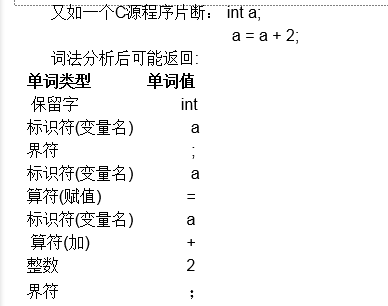 又如一个C源程序片断： int a;
a = a + 2;
词法分析后可能返回:
单词类型 单词值
保留字 int
标识符(变量名) a
界符 ;
标识符(变量名) a
算符(赋值) =
标识符(变量名) a
算符(加) +
整数 2
界符 ；